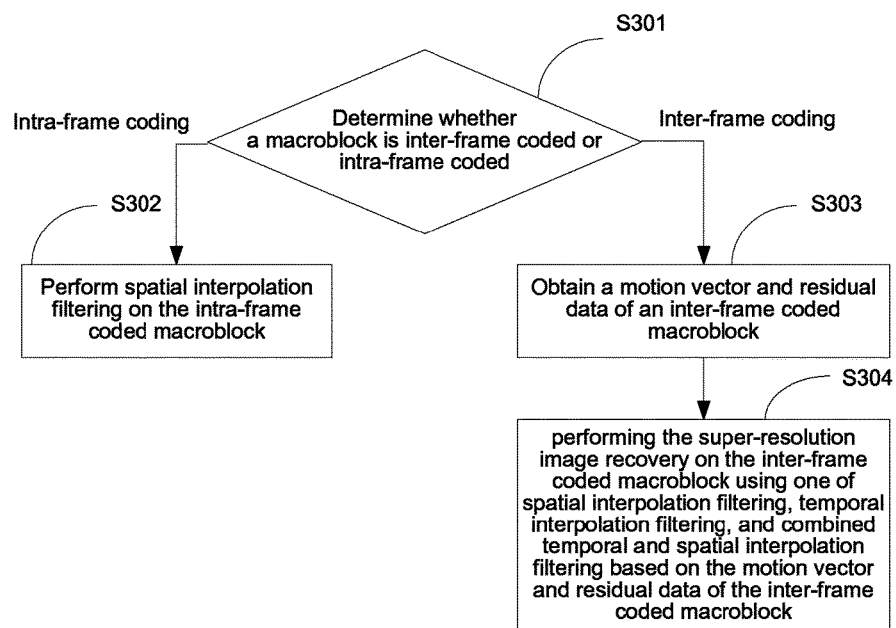 S301
Determine whether
a macroblock is inter-frame coded or
intra-frame coded
Intra-frame coding
Inter-frame coding
S302
S303
Perform spatial interpolation
filtering on the intra-frame
coded macroblock
Obtain a motion vector and residual
data of an inter-frame coded
macroblock
S304
performing the super-resolution
image recovery on the inter-frame
coded macroblock using one of
spatial interpolation filtering, temporal
interpolation filtering, and combined
temporal and spatial interpolation
filtering based on the motion vector
and residual data of the inter-frame
coded macroblock